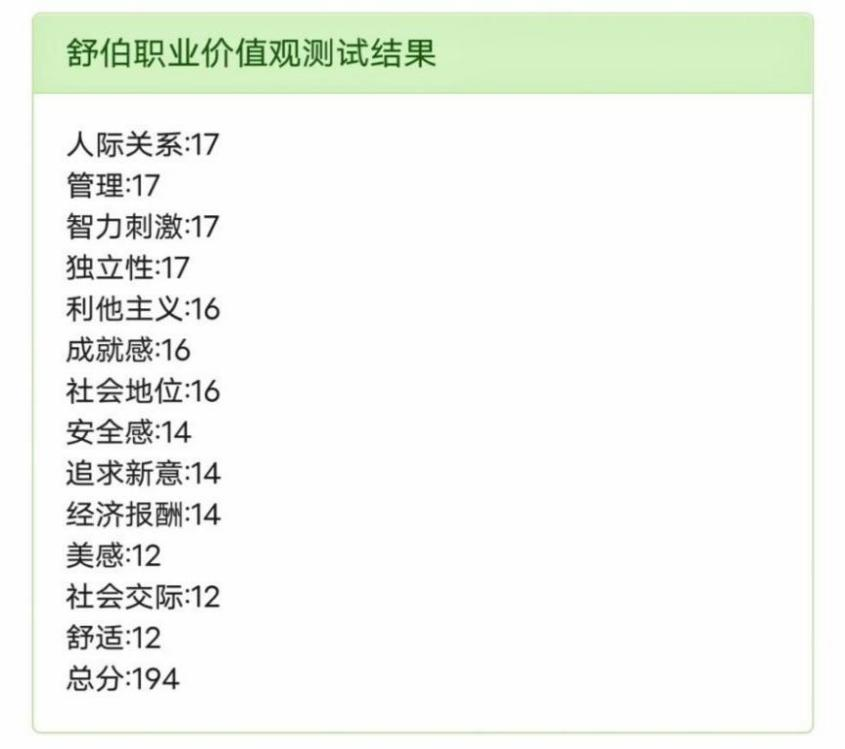 舒伯职业价值观测试结果
人际关系:17
管理:17
智力刺激:17
独立性:17
利他主义:16
成就感:16
社会地位:16
安全感:14
追求新意:14
经济报酬:14
美感:12
社会交际:12
舒适:12
总分:194